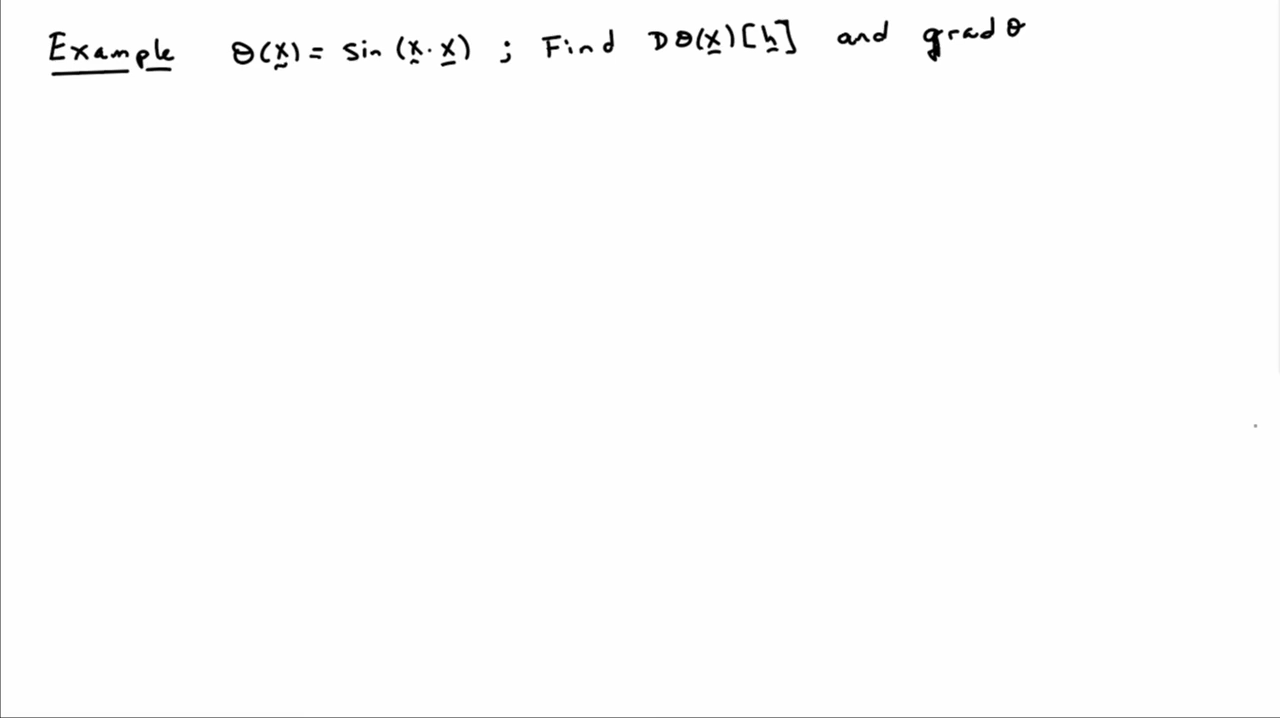 Example θ(x) = sin (x · x) ; Find Dθ(x)[h] and grad θ